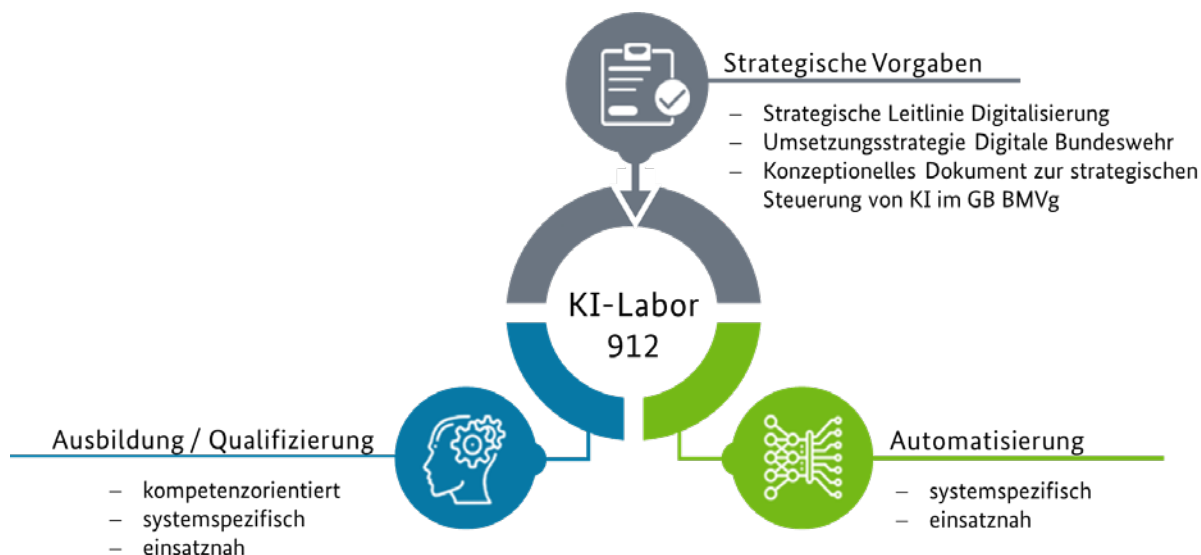 Strategische Vorgaben
– Strategische Leitlinie Digitalisierung
– Umsetzungsstrategie Digitale Bundeswehr
– Konzeptionelles Dokument zur strategischen
Steuerung von KI im GB BMVg
KI-Labor
912
Ausbildung / Qualifizierung
– kompetenzorientiert
– systemspezifisch
– einsatznah
Automatisierung
– systemspezifisch
– einsatznah